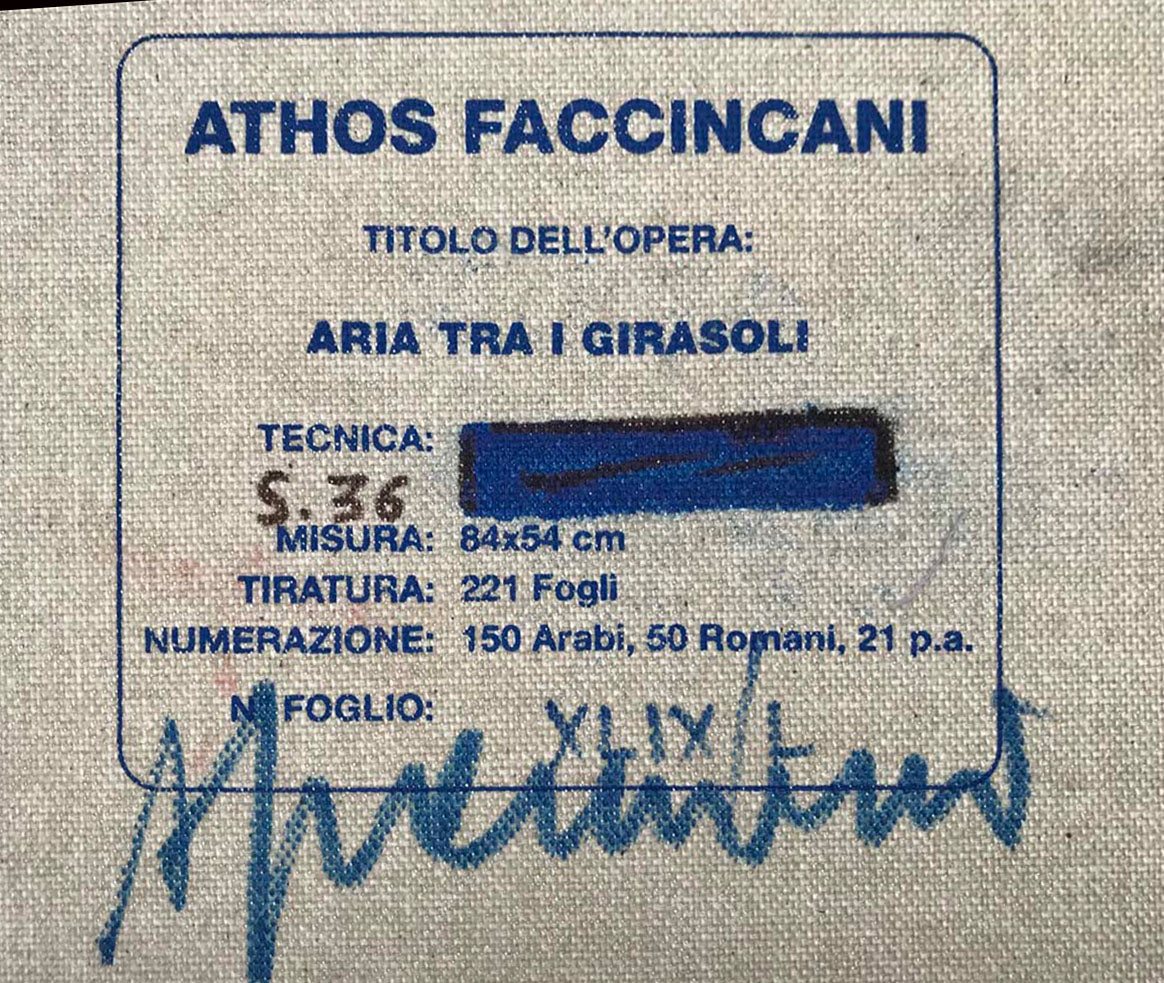 ATHOS FACCINCANI
TITOLO DELL'OPERA:
ARIA TRA I GIRASOLI
TECNICA:
S. 36
MISURA: 84x54 cm
TIRATURA: 221 Fogli
NUMERAZIONE: 150 Arabi, 50 Romani, 21 p.a.
N° FOGLIO: XLIX/L